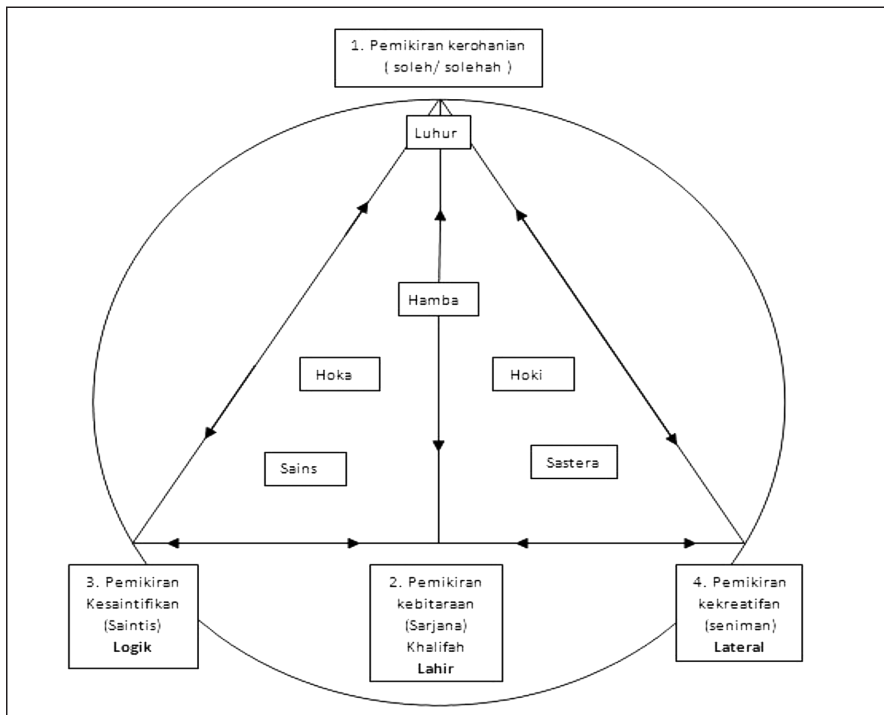 1. Pemikiran kerohanian
( soleh/ solehah )
Luhur
Hamba
Hoka
Hoki
Sains
Sastera
3. Pemikiran
Kesaintifikan
(Saintis)
Logik
2. Pemikiran
kebitaraan
(Sarjana)
Khalifah
Lahir
4. Pemikiran
kekreatifan
(seniman)
Lateral